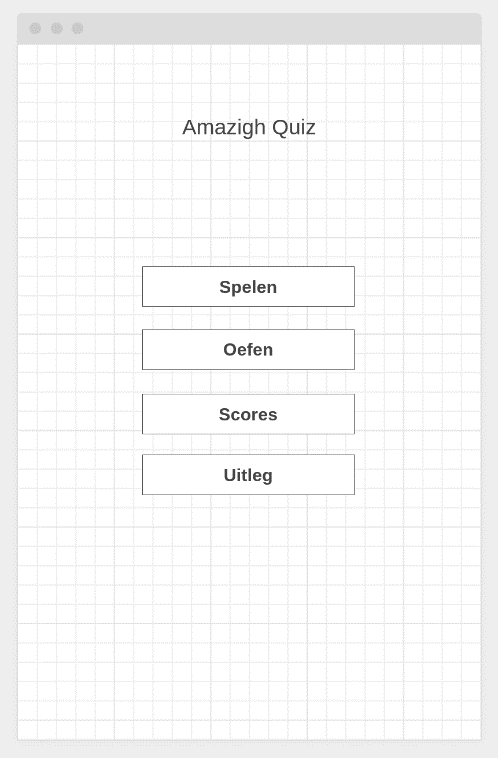 Amazigh Quiz
Spelen
Oefen
Scores
Uitleg